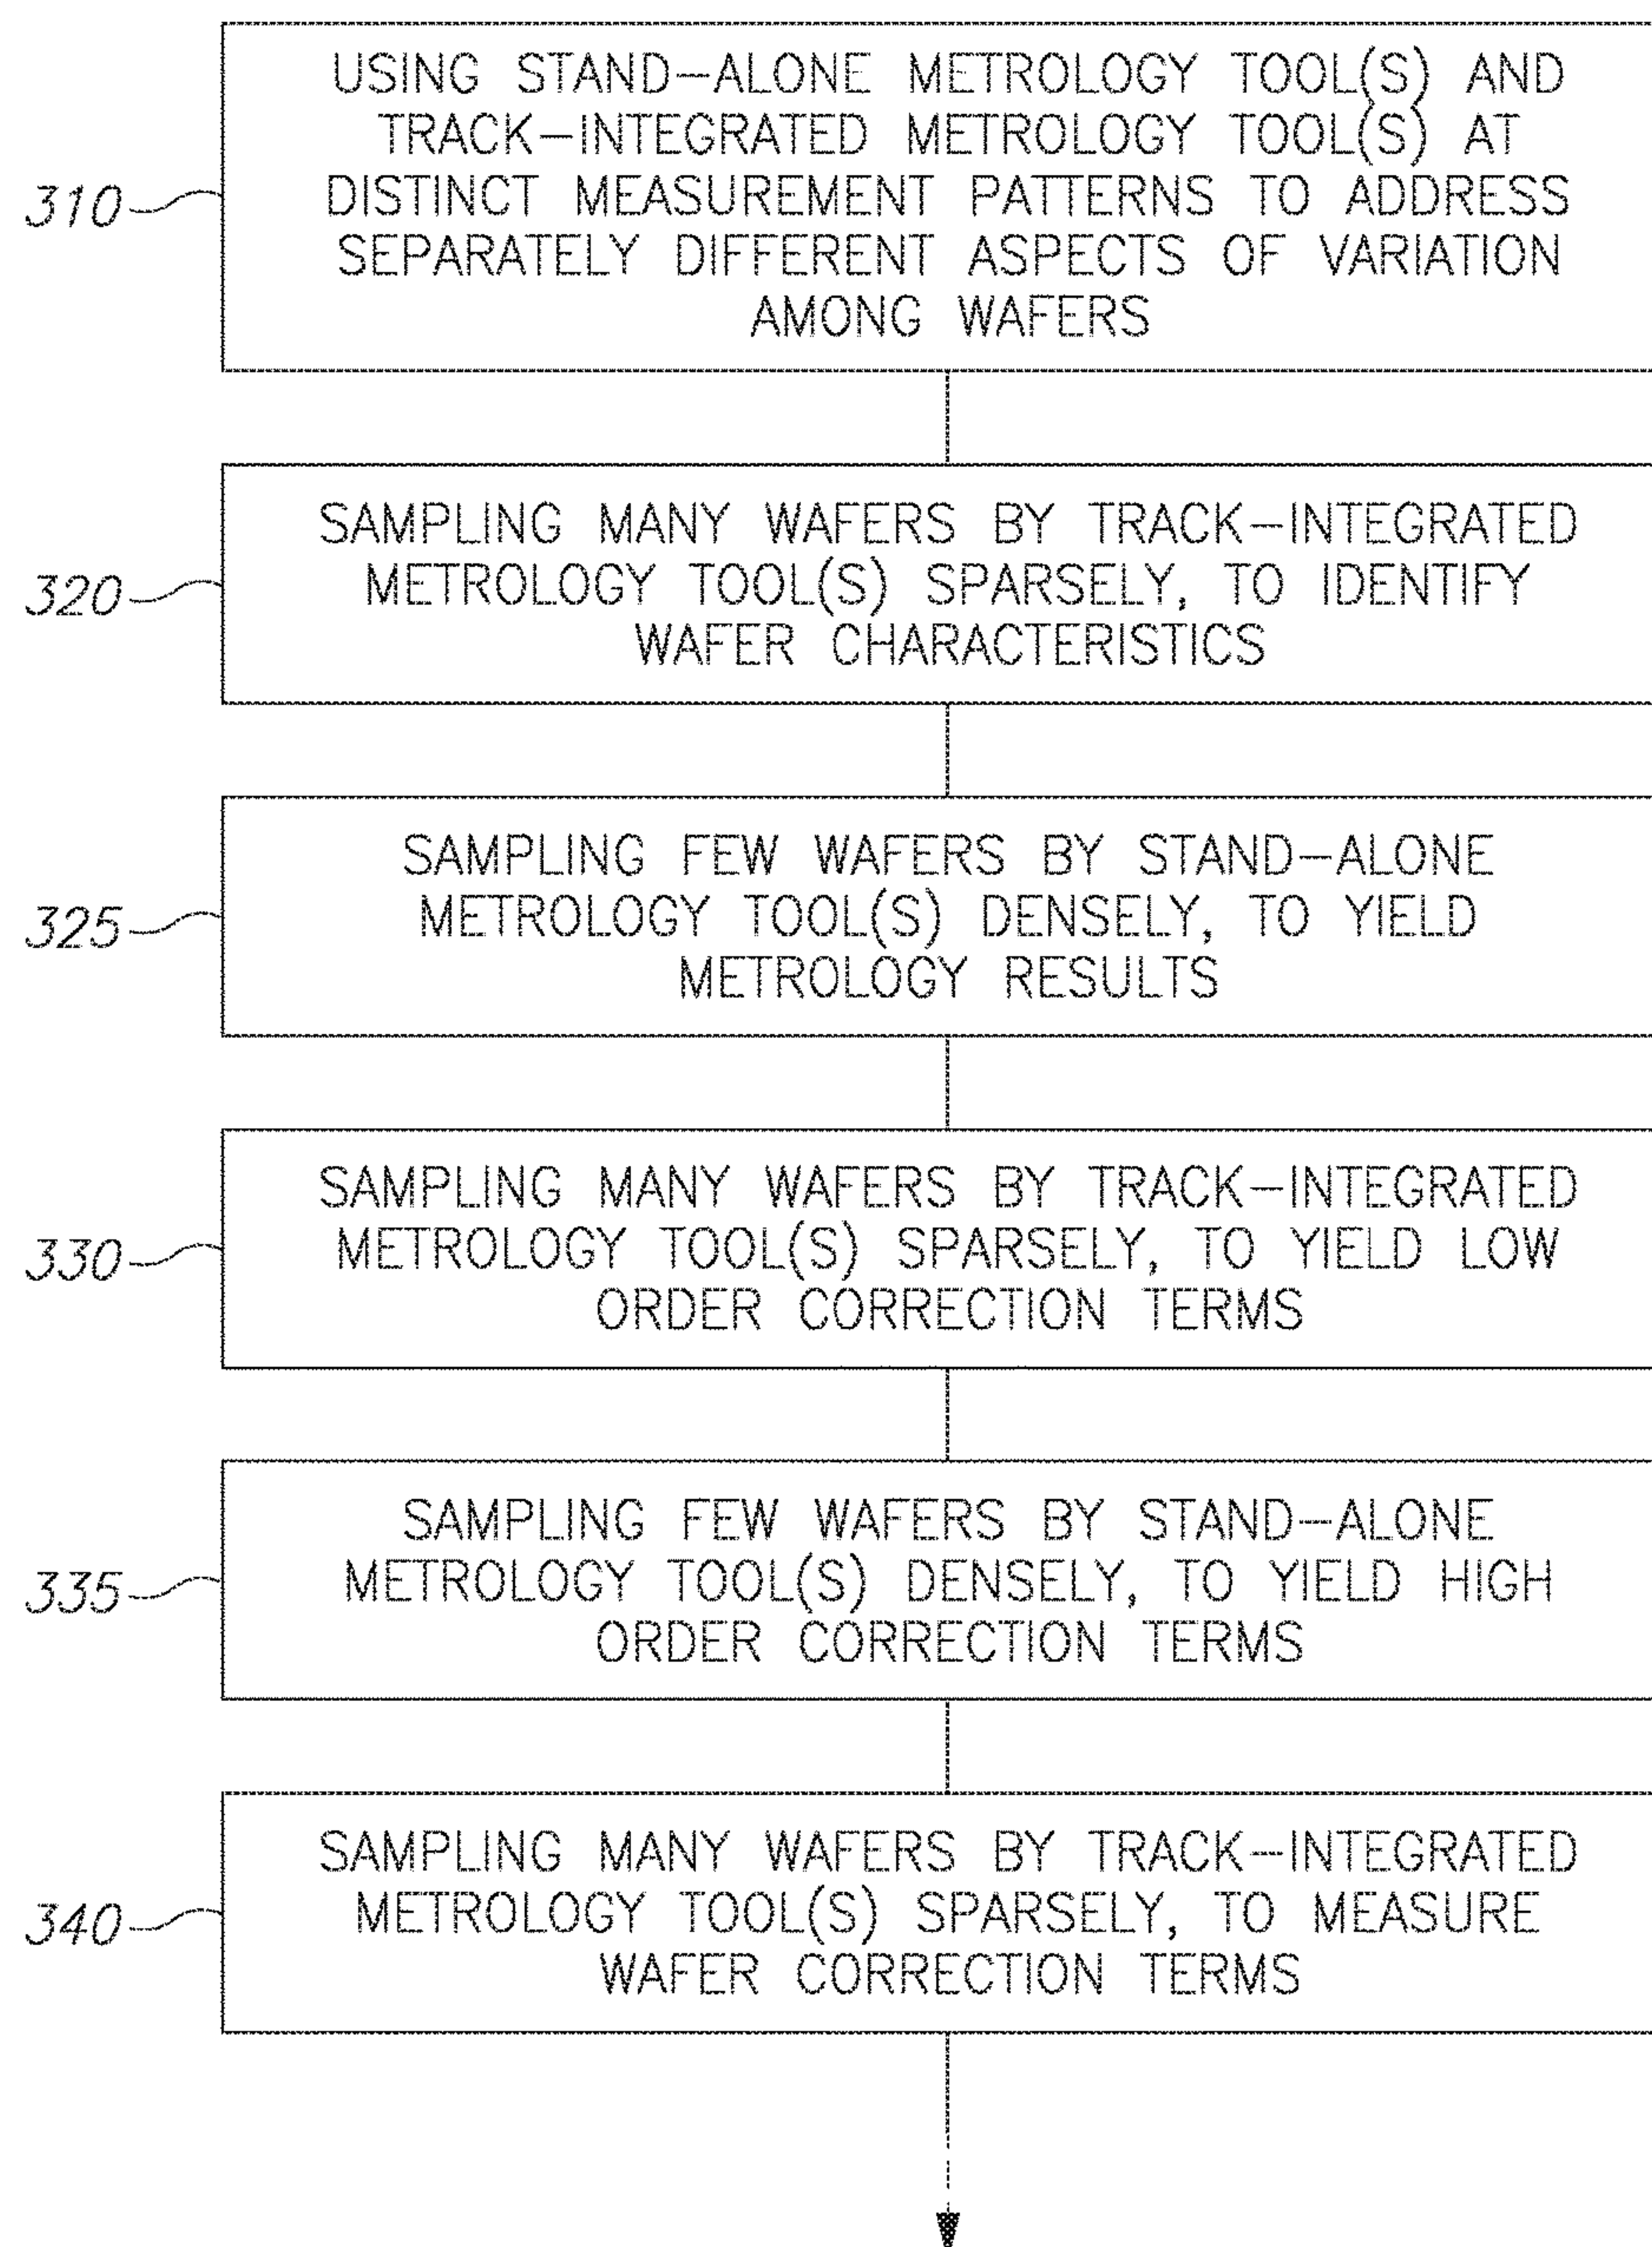 USING STAND-ALONE METROLOGY TOOL(S) AND
TRACK-INTEGRATED METROLOGY TOOL(S) AT
DISTINCT MEASUREMENT PATTERNS TO ADDRESS
SEPARATELY DIFFERENT ASPECTS OF VARIATION
AMONG WAFERS
310
SAMPLING MANY WAFERS BY TRACK-INTEGRATED
METROLOGY TOOL(S) SPARSELY, TO IDENTIFY
WAFER CHARACTERISTICS
320
SAMPLING FEW WAFERS BY STAND-ALONE
METROLOGY TOOL(S) DENSELY, TO YIELD
METROLOGY RESULTS
325
SAMPLING MANY WAFERS BY TRACK-INTEGRATED
METROLOGY TOOL(S) SPARSELY, TO YIELD LOW
ORDER CORRECTION TERMS
330
SAMPLING FEW WAFERS BY STAND-ALONE
METROLOGY TOOL(S) DENSELY, TO YIELD HIGH
ORDER CORRECTION TERMS
335
SAMPLING MANY WAFERS BY TRACK-INTEGRATED
METROLOGY TOOL(S) SPARSELY, TO MEASURE
WAFER CORRECTION TERMS
340